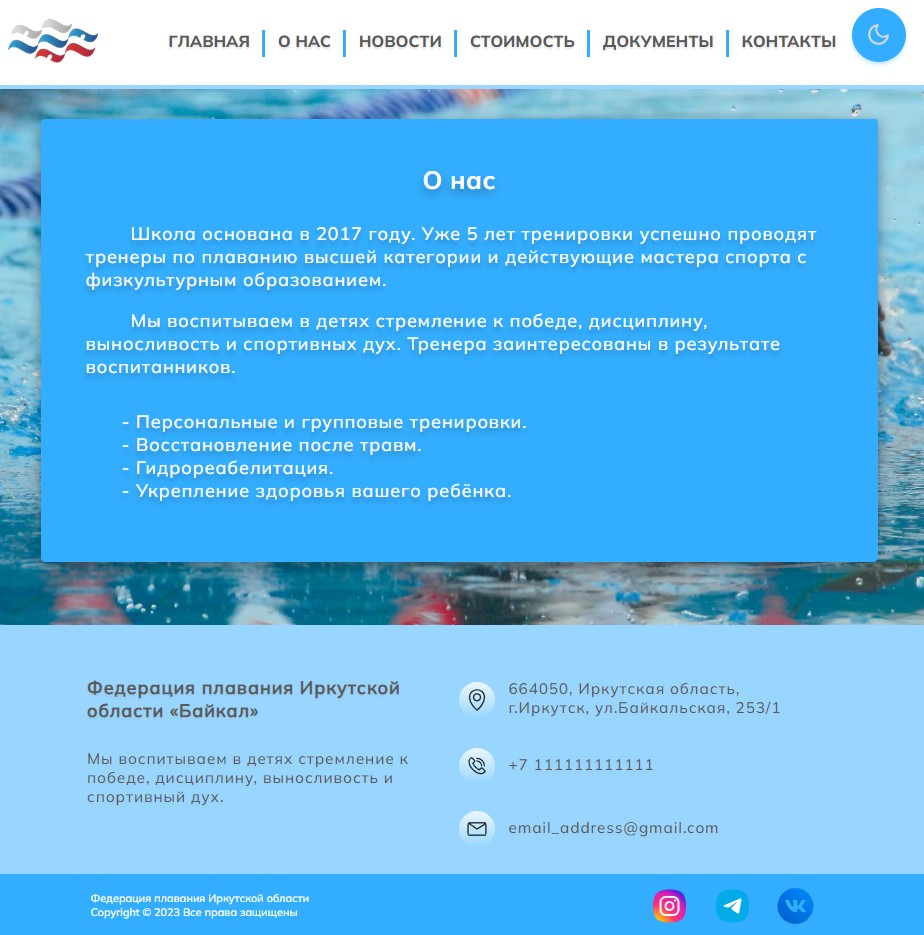 ГЛАВНАЯ О НАС НОВОСТИ СТОИМОСТЬ ДОКУМЕНТЫ КОНТАКТЫ
О нас
Школа основана в 2017 году. Уже 5 лет тренировки успешно проводят
тренеры по плаванию высшей категории и действующие мастера спорта с
физкультурным образованием.
Мы воспитываем в детях стремление к победе, дисциплину,
выносливость и спортивных дух. Тренера заинтересованы в результате
воспитанников.
- Персональные и групповые тренировки.
- Восстановление после травм.
- Гидрореабелитация.
- Укрепление здоровья вашего ребёнка.
Федерация плавания Иркутской
области «Байкал»
Мы воспитываем в детях стремление к
победе, дисциплину, выносливость и
спортивный дух.
664050, Иркутская область,
г.Иркутск, ул.Байкальская, 253/1
+7 111111111111
email_address@gmail.com
Федерация плавания Иркутской области
Copyright © 2023 Все права защищены